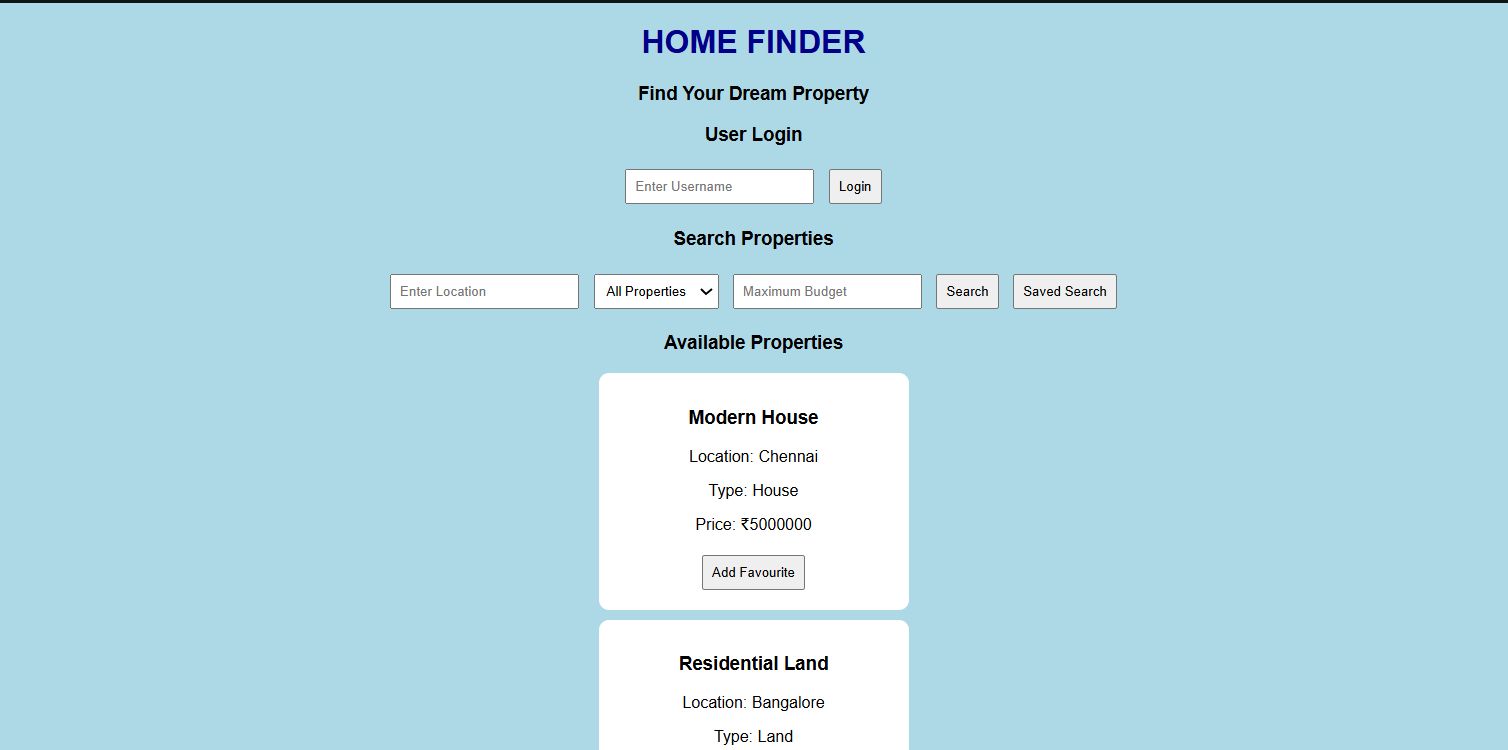 HOME FINDER
Find Your Dream Property
User Login
Enter Username Login
Search Properties
Enter Location All Properties Maximum Budget Search Saved Search
Available Properties
Modern House
Location: Chennai
Type: House
Price: ₹5000000
Add Favourite
Residential Land
Location: Bangalore
Type: Land